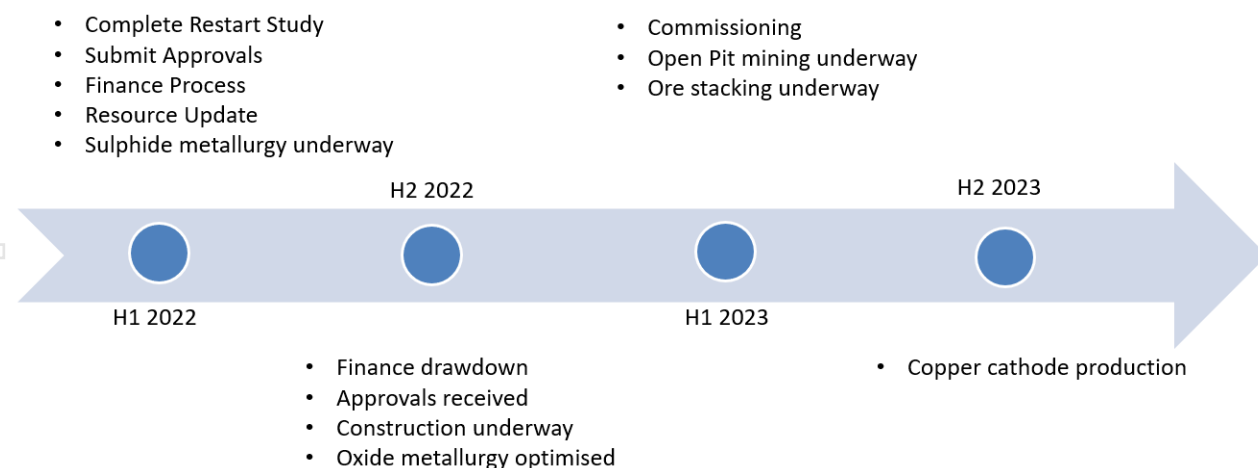 • Complete Restart Study
• Submit Approvals
• Finance Process
• Resource Update
• Sulphide metallurgy underway
• Commissioning
• Open Pit mining underway
• Ore stacking underway
H2 2022
H2 2023
H1 2022
H1 2023
• Finance drawdown
• Approvals received
• Construction underway
• Oxide metallurgy optimised
• Copper cathode production